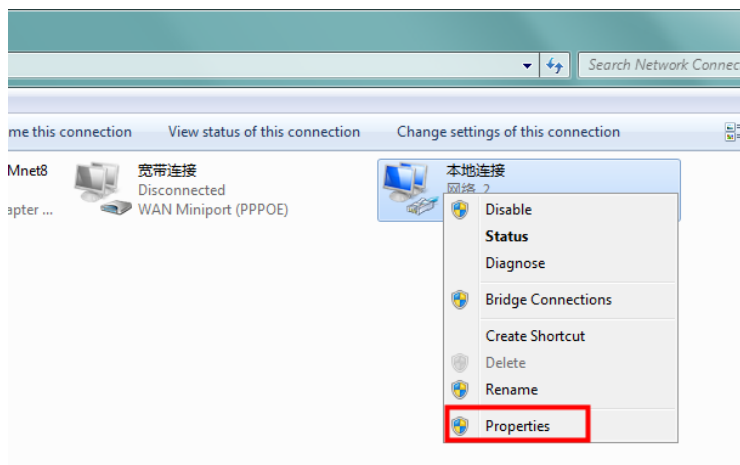 Search Network Connec
me this connection View status of this connection Change settings of this connection
Mnet8
apter ...
宽带连接
Disconnected
WAN Miniport (PPPOE)
本地连接
网络 2
Disable
Status
Diagnose
Bridge Connections
Create Shortcut
Delete
Rename
Properties